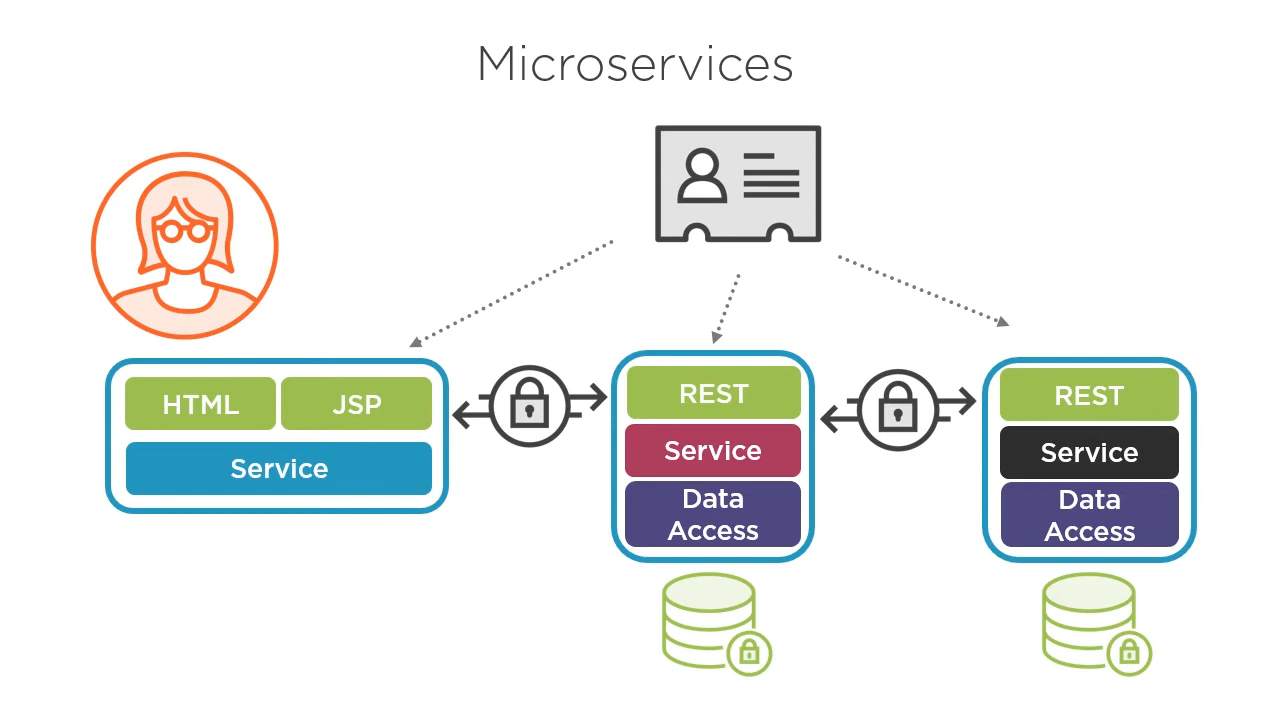 Microservices
HTML
JSP
Service
REST
Service
Data
Access
REST
Service
Data
Access